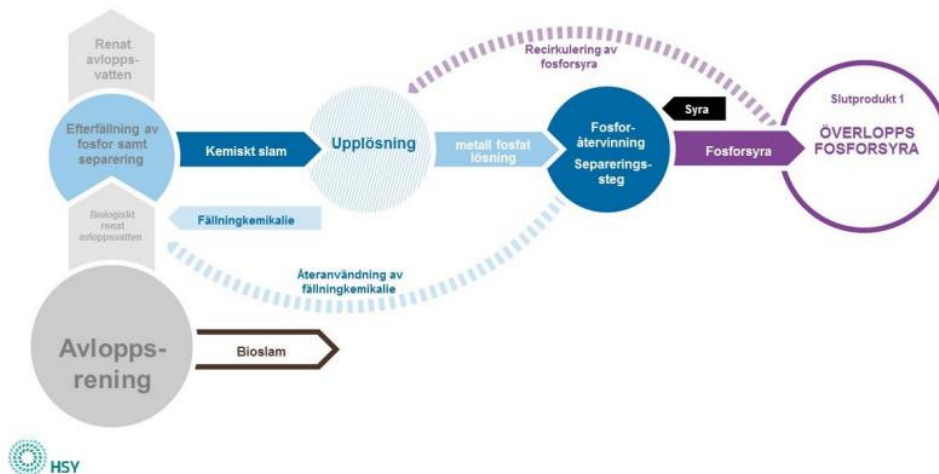 Renat
avlopps-
vatten
Efterfällning av
fosfor samt
separering
Kemiskt slam
Upplösning
metall fosfat
lösning
Fosfor-
återvinning
Separerings-
steg
Syra
Fosforsyra
Slutprodukt 1
ÖVERLOPPS
FOSFORSYRA
Recirkulering av
fosforsyra
Fällningkemikalie
Biologiskt
renat
avloppsvatten
Återanvändning av
fällningkemikalie
Avlopps-
rening
Bioslam
HSY